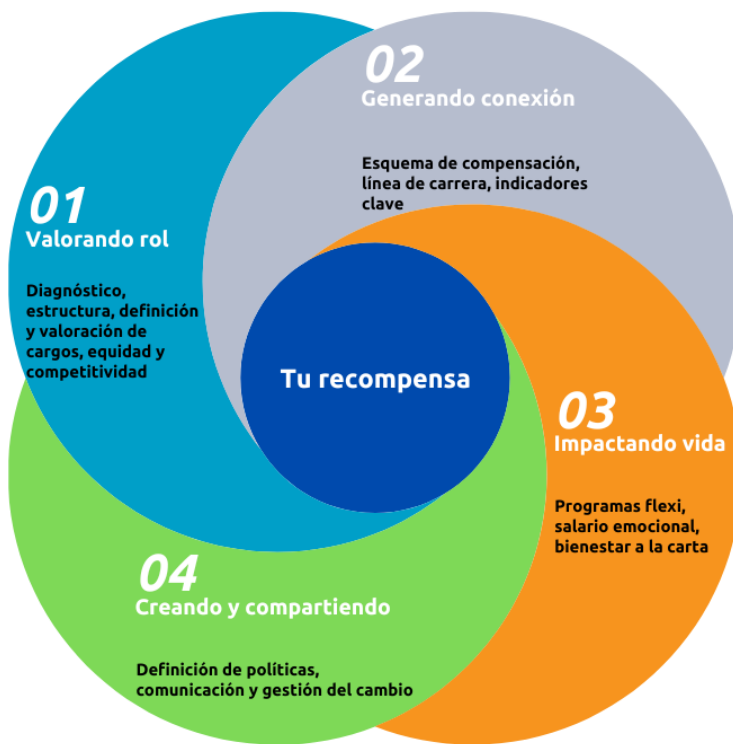 01
Valorando rol
Diagnóstico,
estructura, definición
y valoración de
cargos, equidad y
competitividad
02
Generando conexión
Esquema de compensación,
línea de carrera, indicadores
clave
Tu recompensa
03
Impactando vida
Programas flexi,
salario emocional,
bienestar a la carta
04
Creando y compartiendo
Definición de políticas,
comunicación y gestión del cambio